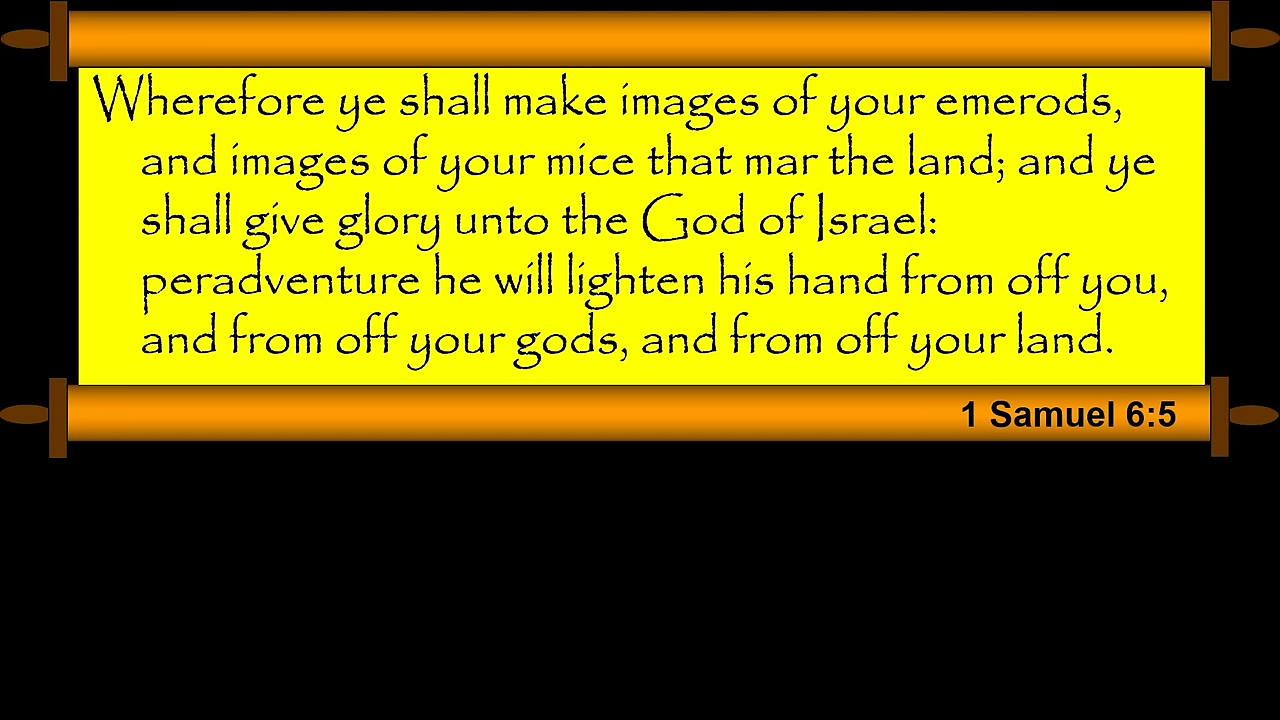 Wherefore ye shall make images of your emerods,
and images of your mice that mar the land; and ye
shall give glory unto the God of Israel:
peradventure he will lighten his hand from off you,
and from off your gods, and from off your land.
1 Samuel 6:5